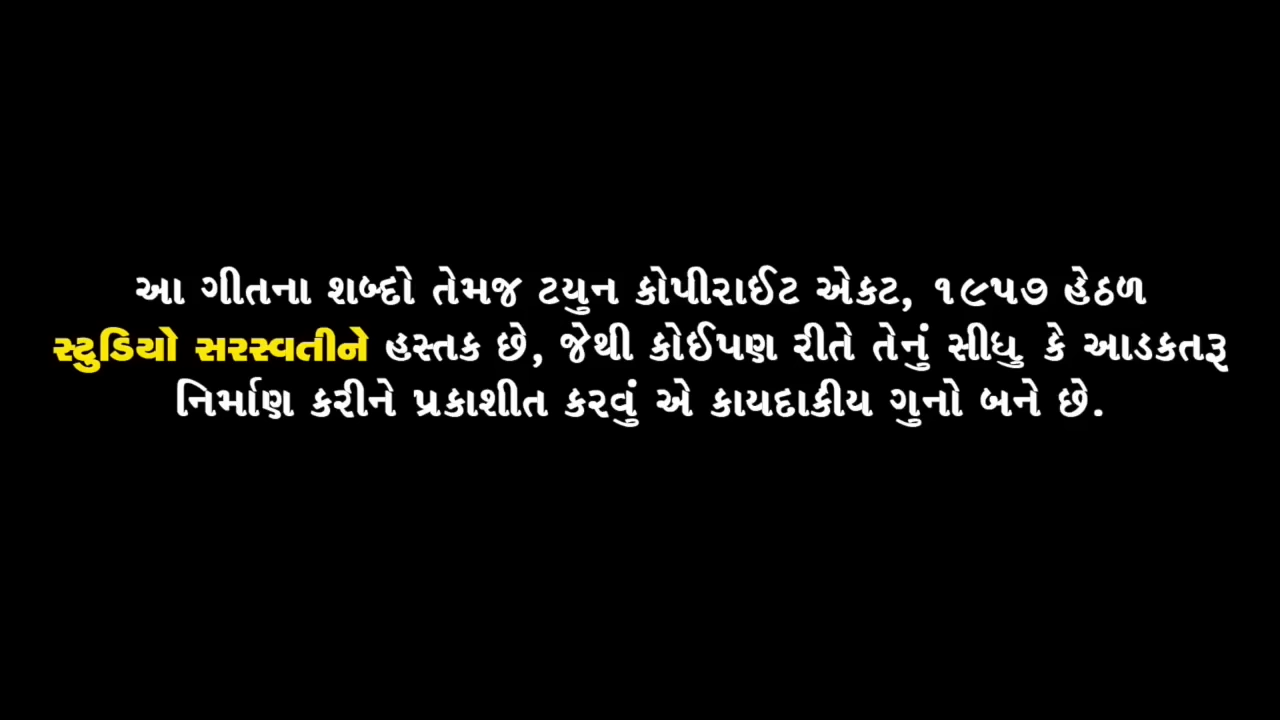 આ ગીતના શબ્દો તેમજ ટયુન કોપીરાઈટ એકટ, ૧૯૫૭ હેઠળ
સ્ટુડિયો સરસ્વતીને હસ્તક છે, જેથી કોઈપણ રીતે તેનું સીધુ કે આડકતરૂ
નિર્માણ કરીને પ્રકાશીત કરવું એ કાયદાકીય ગુનો બને છે.